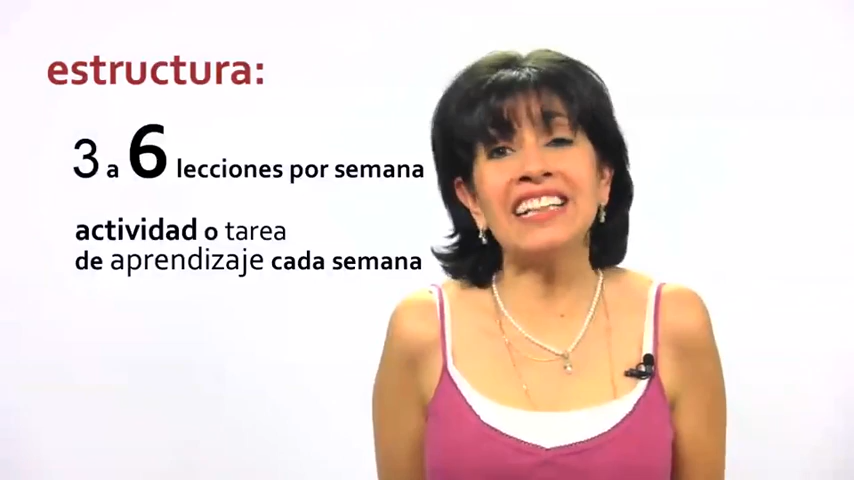 estructura:
3 a 6 lecciones por semana
actividad o tarea
de aprendizaje cada semana